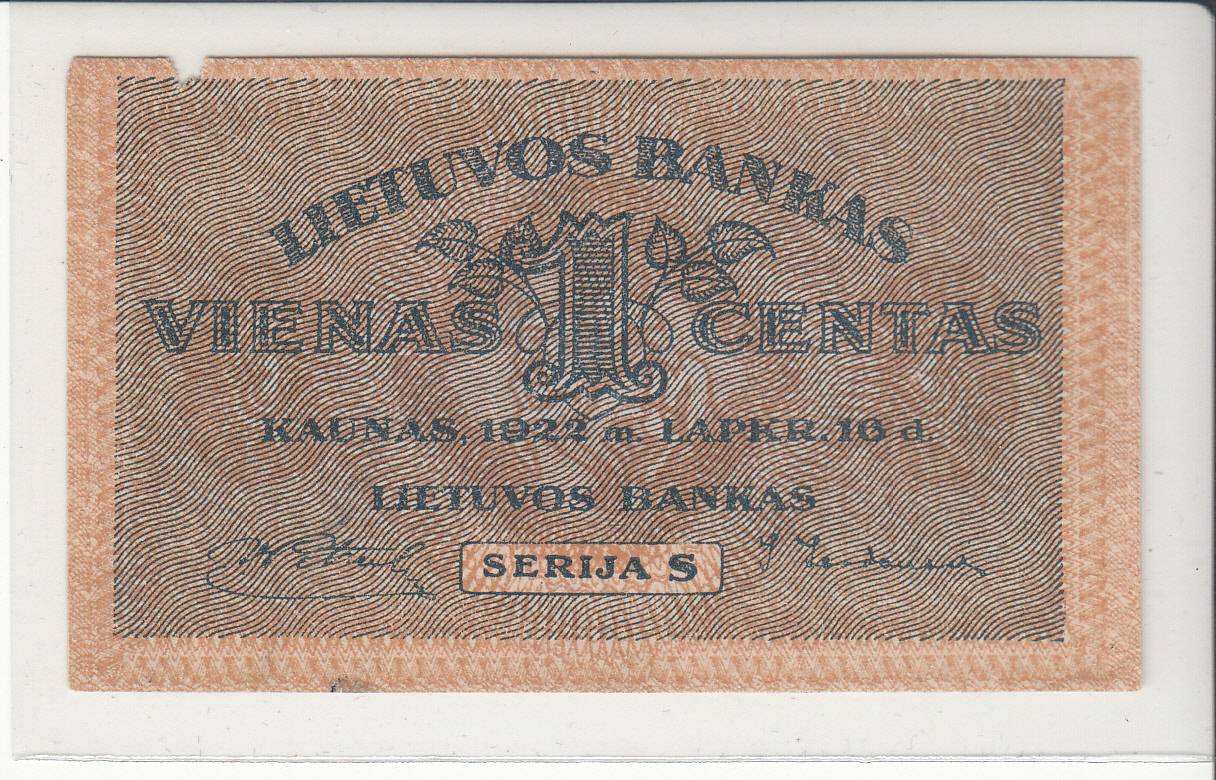 LIETUVOS BANKAS
VIENAS 1 CENTAS
KAUNAS, 1922 m. LAPKR. 16 d.
LIETUVOS BANKAS
SERIJA S